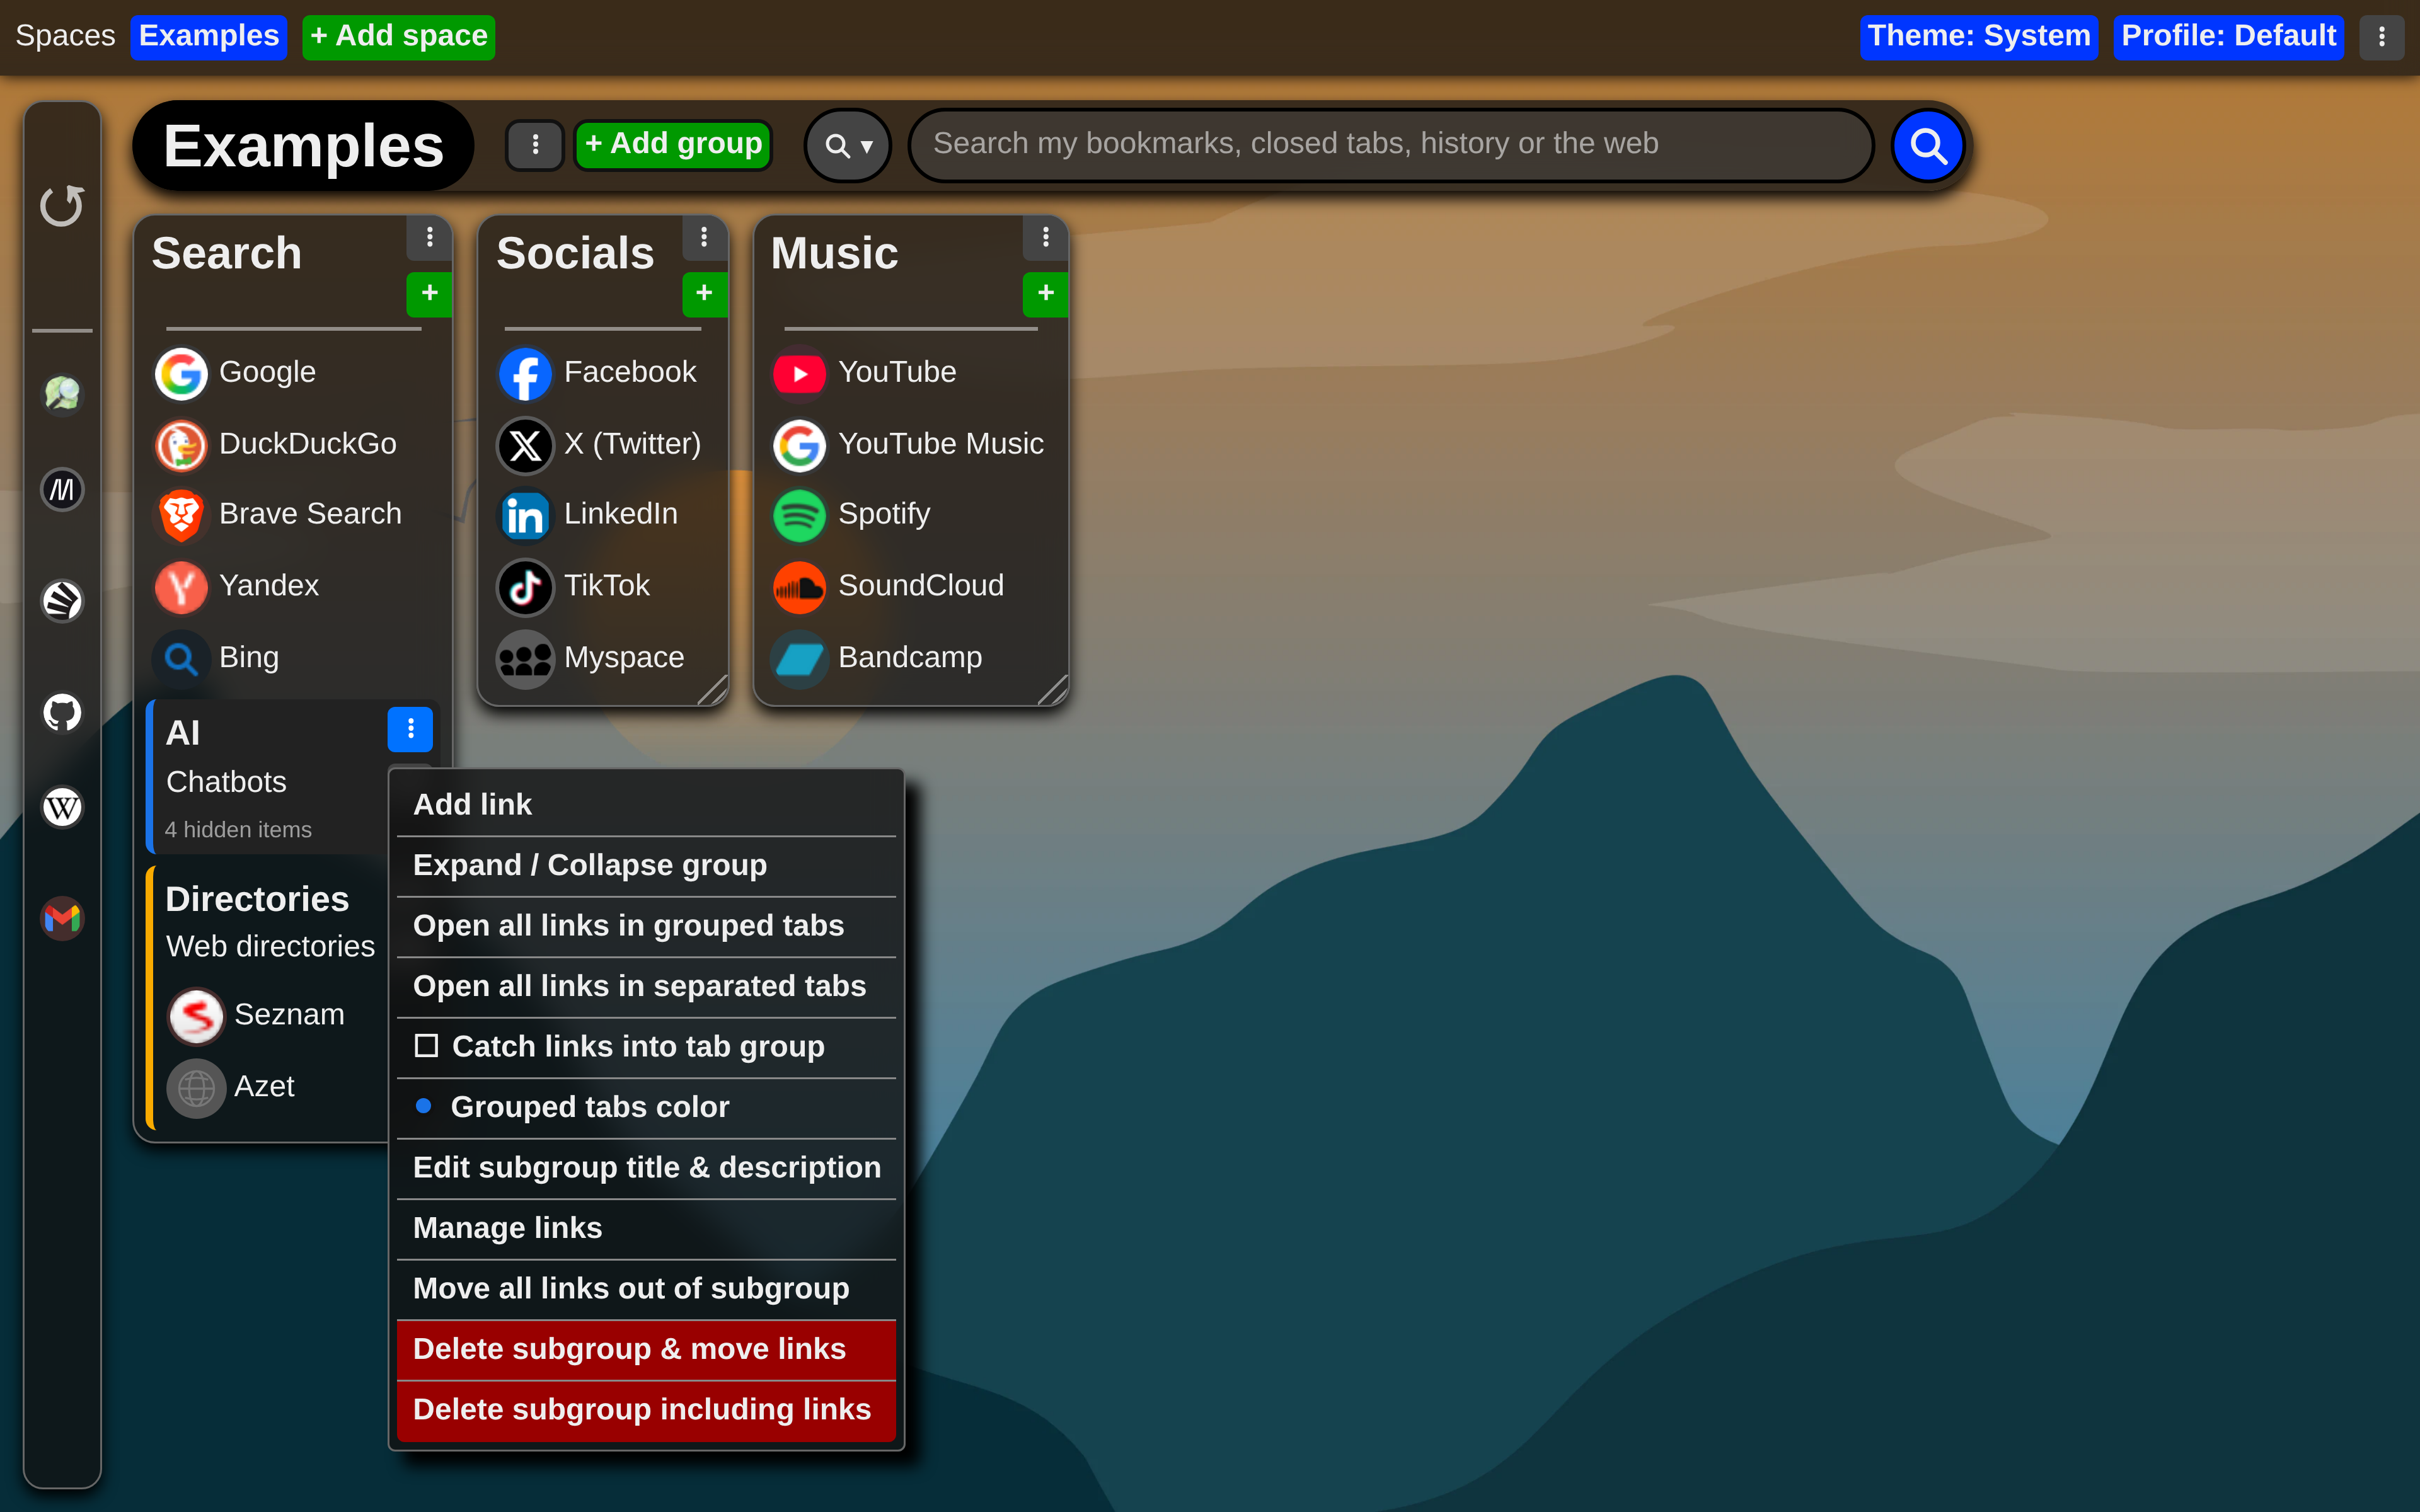 Spaces Examples + Add space Theme: System Profile: Default
Examples + Add group Search my bookmarks, closed tabs, history or the web
Search
+
Google
DuckDuckGo
Brave Search
Yandex
Bing
AI
Chatbots
4 hidden items
Directories
Web directories
Seznam
Azet
Socials
+
Facebook
X (Twitter)
LinkedIn
TikTok
Myspace
Music
+
YouTube
YouTube Music
Spotify
SoundCloud
Bandcamp
Add link
Expand / Collapse group
Open all links in grouped tabs
Open all links in separated tabs
Catch links into tab group
Grouped tabs color
Edit subgroup title & description
Manage links
Move all links out of subgroup
Delete subgroup & move links
Delete subgroup including links